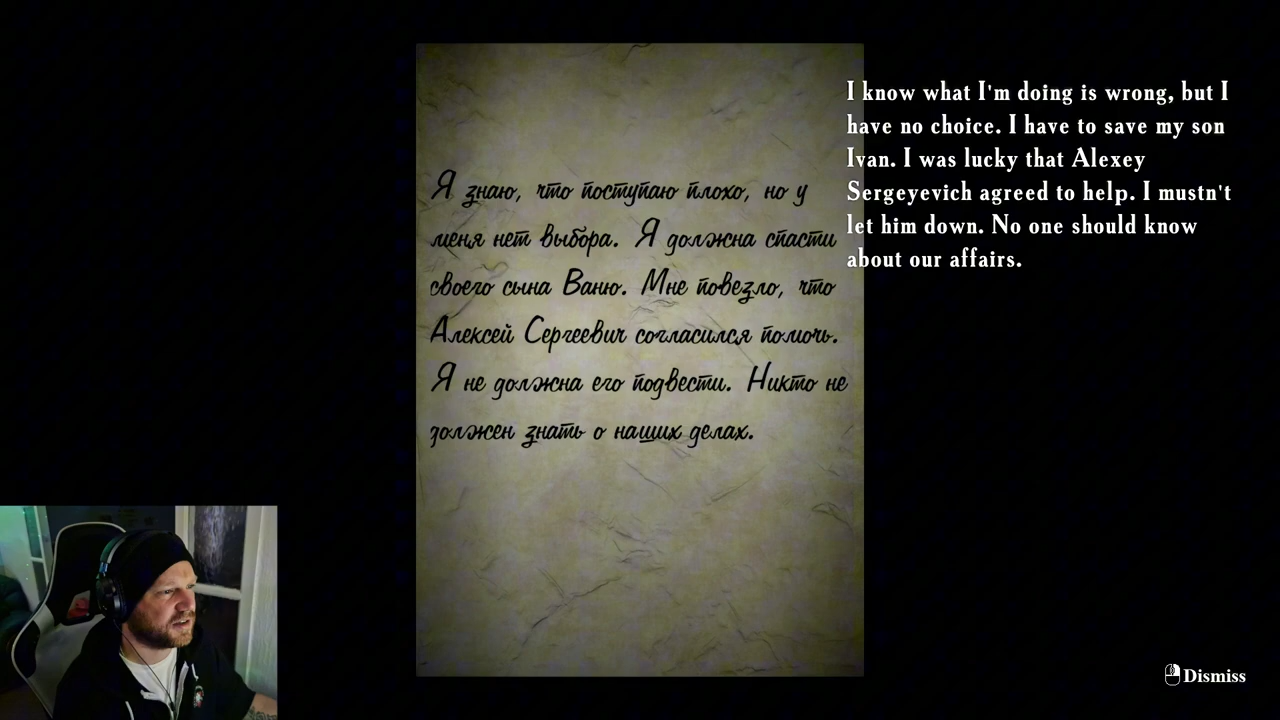 Я знаю, что поступаю плохо, но у
меня нет выбора. Я должна спасти
своего сына Ваню. Мне повезло, что
Алексей Сергеевич согласился помочь.
Я не должна его подвести. Никто не
должен знать о наших делах.
I know what I'm doing is wrong, but I
have no choice. I have to save my son
Ivan. I was lucky that Alexey
Sergeyevich agreed to help. I mustn't
let him down. No one should know
about our affairs.
Dismiss